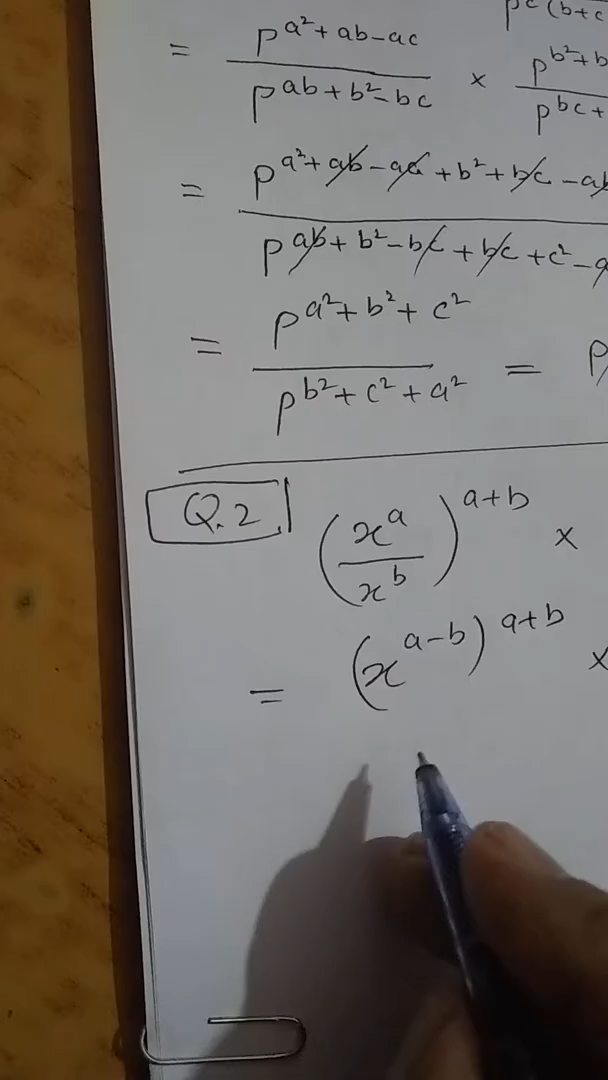 p^c(b+c
= p^(a²+ab-ac) / p^(ab+b²-bc) × p^(b²+b / p^(bc+
= p^(a²+ab-ac+b²+bc-ab / p^(ab+b²-bc+bc+c²-a
= p^(a²+b²+c²) / p^(b²+c²+a²) = p
Q.2 (x^a / x^b)^(a+b) ×
= (x^(a-b))^(a+b) ×